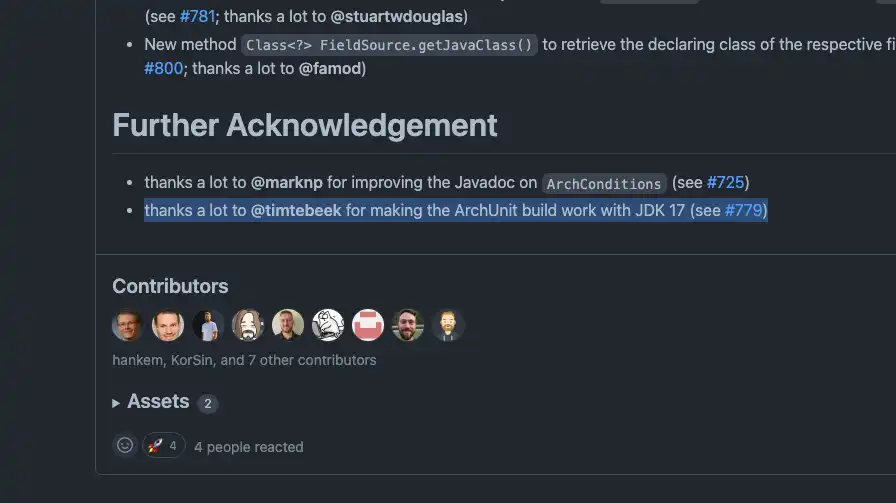 (see #781; thanks a lot to @stuartwdouglas)
• New method Class<?> FieldSource.getJavaClass() to retrieve the declaring class of the respective
#800; thanks a lot to @famod)
Further Acknowledgement
• thanks a lot to @marknp for improving the Javadoc on ArchConditions (see #725)
• thanks a lot to @timtebeek for making the ArchUnit build work with JDK 17 (see #779)
Contributors
hankem, KorSin, and 7 other contributors
Assets 2
4 4 people reacted